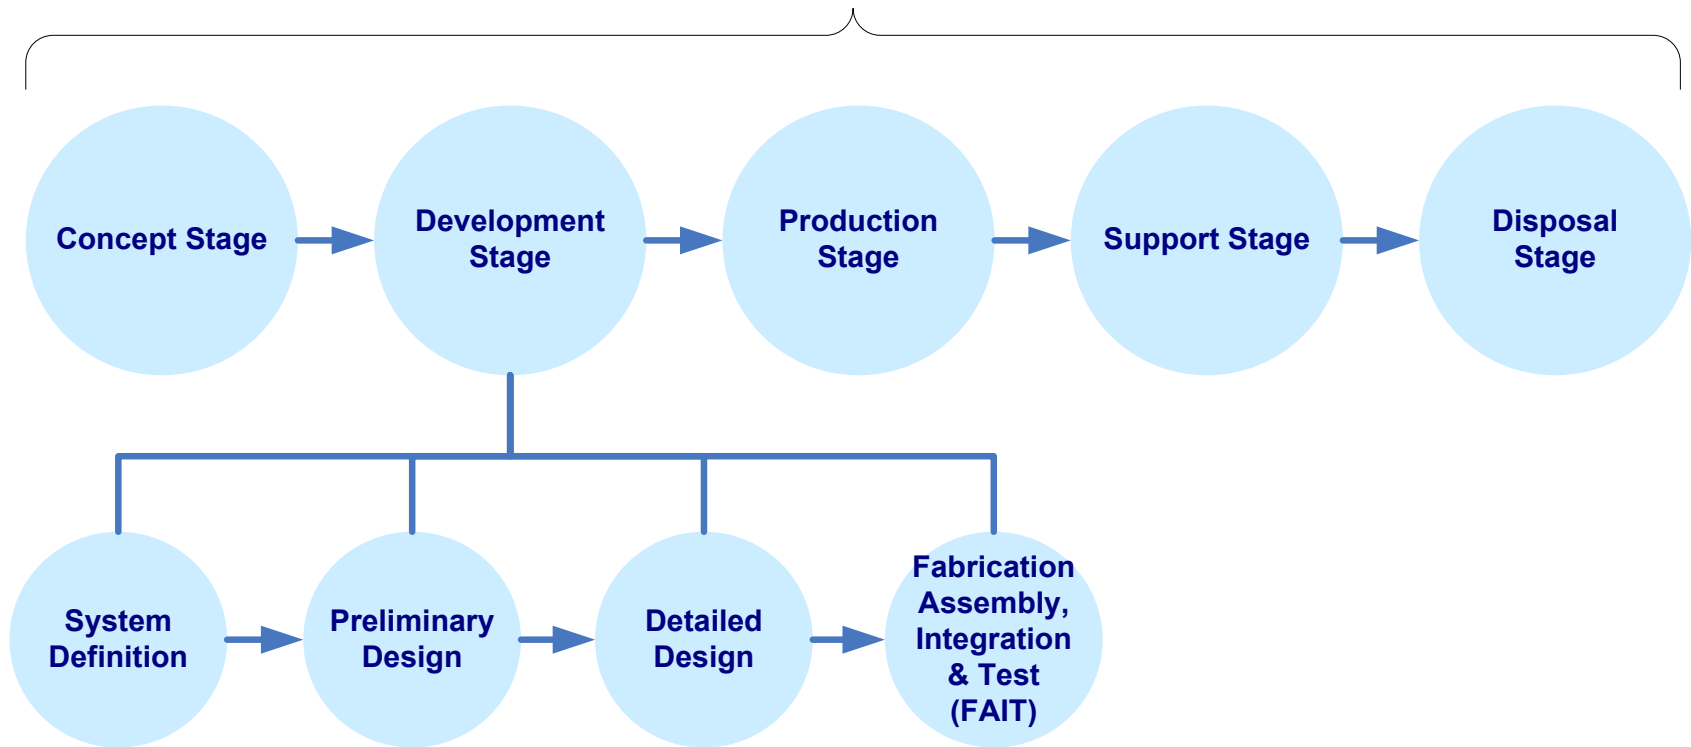 Concept Stage
Development
Stage
Production
Stage
Support Stage
Disposal
Stage
System
Definition
Preliminary
Design
Detailed
Design
Fabrication
Assembly,
Integration
& Test
(FAIT)